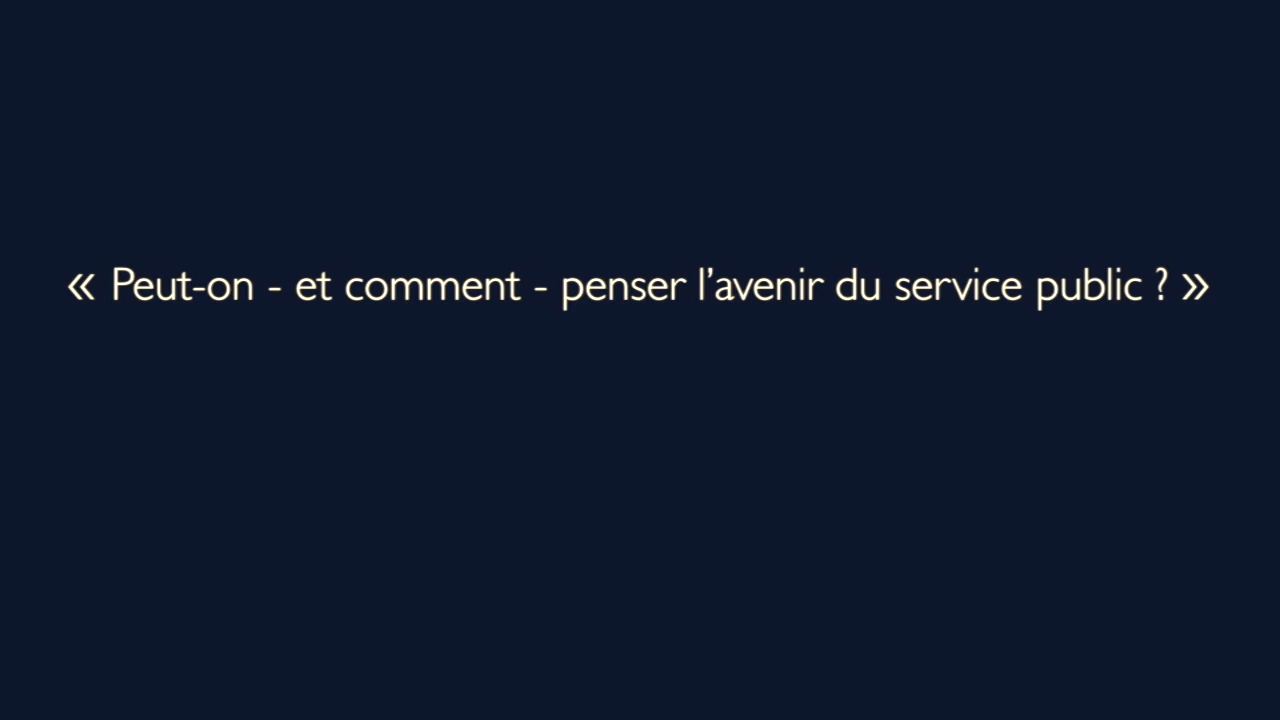 « Peut-on - et comment - penser l’avenir du service public ? »